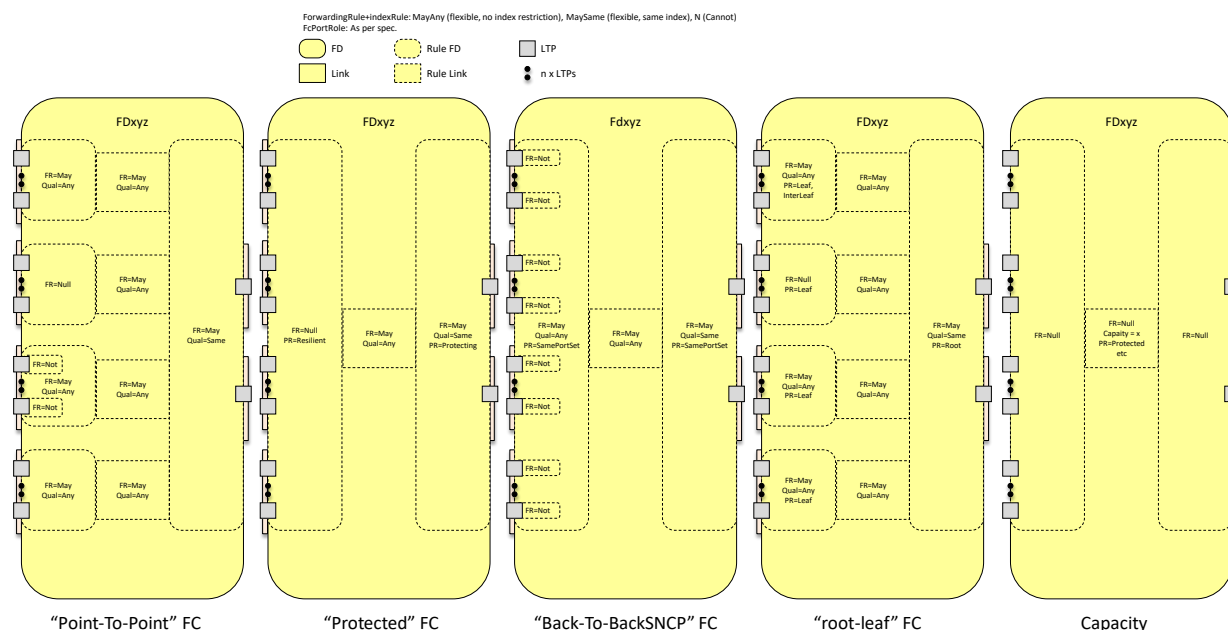 ForwardingRule+indexRule: MayAny (flexible, no index restriction), MaySame (flexible, same index), N (Cannot)
FcPortRole: As per spec.
FD
Rule FD
LTP
Link
Rule Link
n x LTPs
FDxyz
FR=May
Qual=Any
FR=May
Qual=Any
FR=Null
FR=May
Qual=Any
FR=May
Qual=Same
FR=Not
FR=May
Qual=Any
FR=Not
FR=May
Qual=Any
FR=May
Qual=Any
FR=May
Qual=Any
"Point-To-Point" FC
FDxyz
FR=Null
PR=Resilient
FR=May
Qual=Any
FR=May
Qual=Same
PR=Protecting
"Protected" FC
Fdxyz
FR=Not
FR=Not
FR=Not
FR=Not
FR=May
Qual=Any
PR=SamePortSet
FR=May
Qual=Any
FR=May
Qual=Same
PR=SamePortSet
FR=Not
FR=Not
FR=Not
FR=Not
"Back-To-BackSNCP" FC
FDxyz
FR=May
Qual=Any
PR=Leaf,
InterLeaf
FR=May
Qual=Any
FR=Null
PR=Leaf
FR=May
Qual=Any
FR=May
Qual=Same
PR=Root
FR=May
Qual=Any
PR=Leaf
FR=May
Qual=Any
FR=May
Qual=Any
PR=Leaf
FR=May
Qual=Any
"root-leaf" FC
FDxyz
FR=Null
FR=Null
Capaity = x
PR=Protected
etc
FR=Null
Capacity